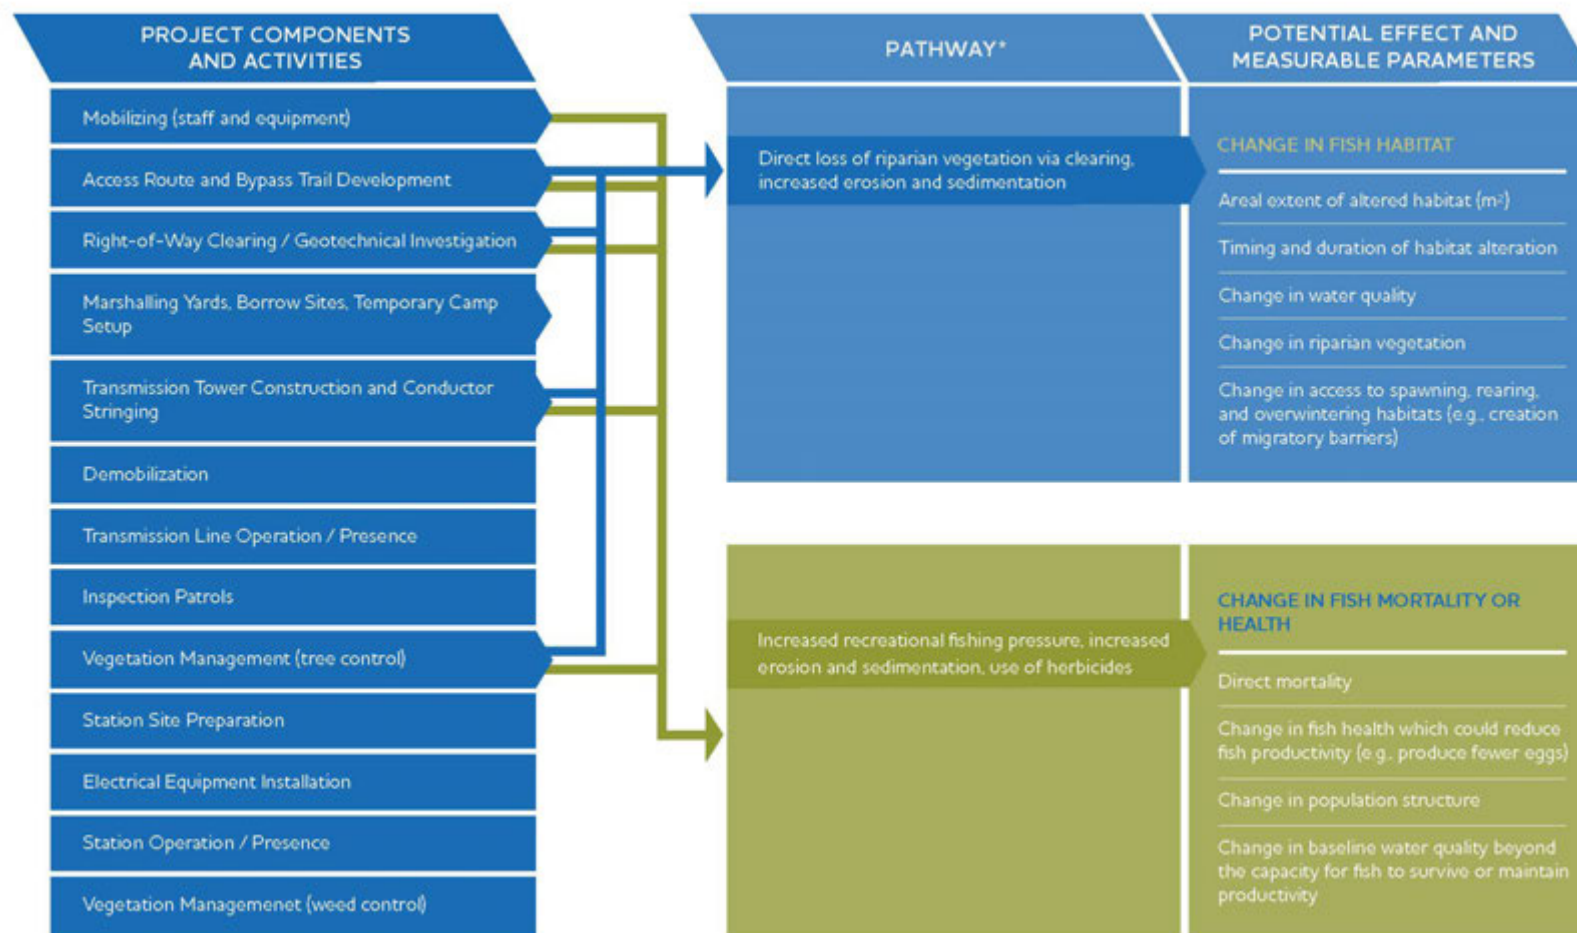 PROJECT COMPONENTS
AND ACTIVITIES
Mobilizing (staff and equipment)
Access Route and Bypass Trail Development
Right-of-Way Clearing / Geotechnical Investigation
Marshalling Yards, Borrow Sites, Temporary Camp
Setup
Transmission Tower Construction and Conductor
Stringing
Demobilization
Transmission Line Operation / Presence
Inspection Patrols
Vegetation Management (tree control)
Station Site Preparation
Electrical Equipment Installation
Station Operation / Presence
Vegetation Managemenet (weed control)
PATHWAY*
Direct loss of riparian vegetation via clearing,
increased erosion and sedimentation
Increased recreational fishing pressure, increased
erosion and sedimentation, use of herbicides
POTENTIAL EFFECT AND
MEASURABLE PARAMETERS
CHANGE IN FISH HABITAT
Areal extent of altered habitat (m²)
Timing and duration of habitat alteration
Change in water quality
Change in riparian vegetation
Change in access to spawning, rearing,
and overwintering habitats (e.g., creation
of migratory barriers)
CHANGE IN FISH MORTALITY OR
HEALTH
Direct mortality
Change in fish health which could reduce
fish productivity (e.g., produce fewer eggs)
Change in population structure
Change in baseline water quality beyond
the capacity for fish to survive or maintain
productivity